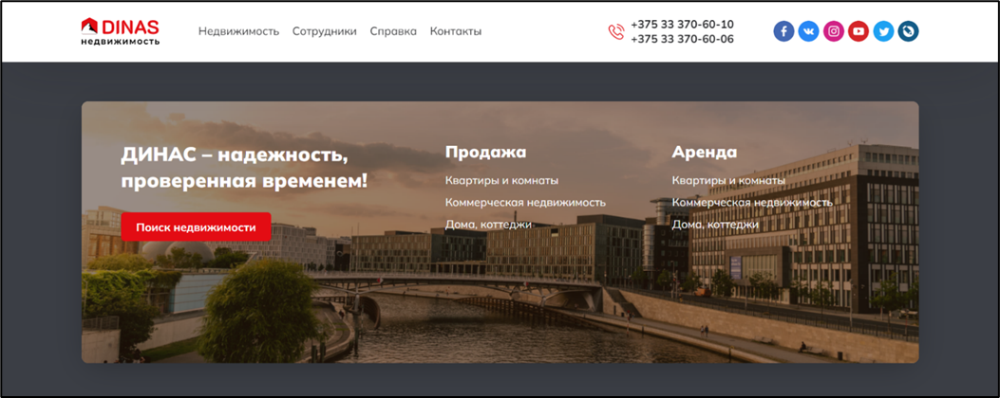 DINAS
недвижимость
Недвижимость Сотрудники Справка Контакты
+375 33 370-60-10
+375 33 370-60-06
ДИНАС – надежность,
проверенная временем!
Поиск недвижимости
Продажа
Квартиры и комнаты
Коммерческая недвижимость
Дома, коттеджи
Аренда
Квартиры и комнаты
Коммерческая недвижимость
Дома, коттеджи